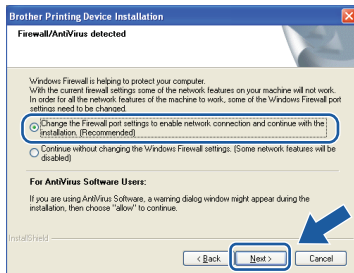 Brother Printing Device Installation
Firewall/AntiVirus detected
Windows Firewall is helping to protect your computer.
With the current firewall settings some of the network features on your machine will not work.
In order for all the network features of the machine to work, some of the Windows Firewall port
settings need to be changed.
Change the Firewall port settings to enable network connection and continue with the
installation. (Recommended)
Continue without changing the Windows Firewall settings. (Some network features will be
disabled)
For AntiVirus Software Users:
If you are using AntiVirus Software, a warning dialog window might appear during the
installation, then choose "allow" to continue.
InstallShield
< Back Next > Cancel